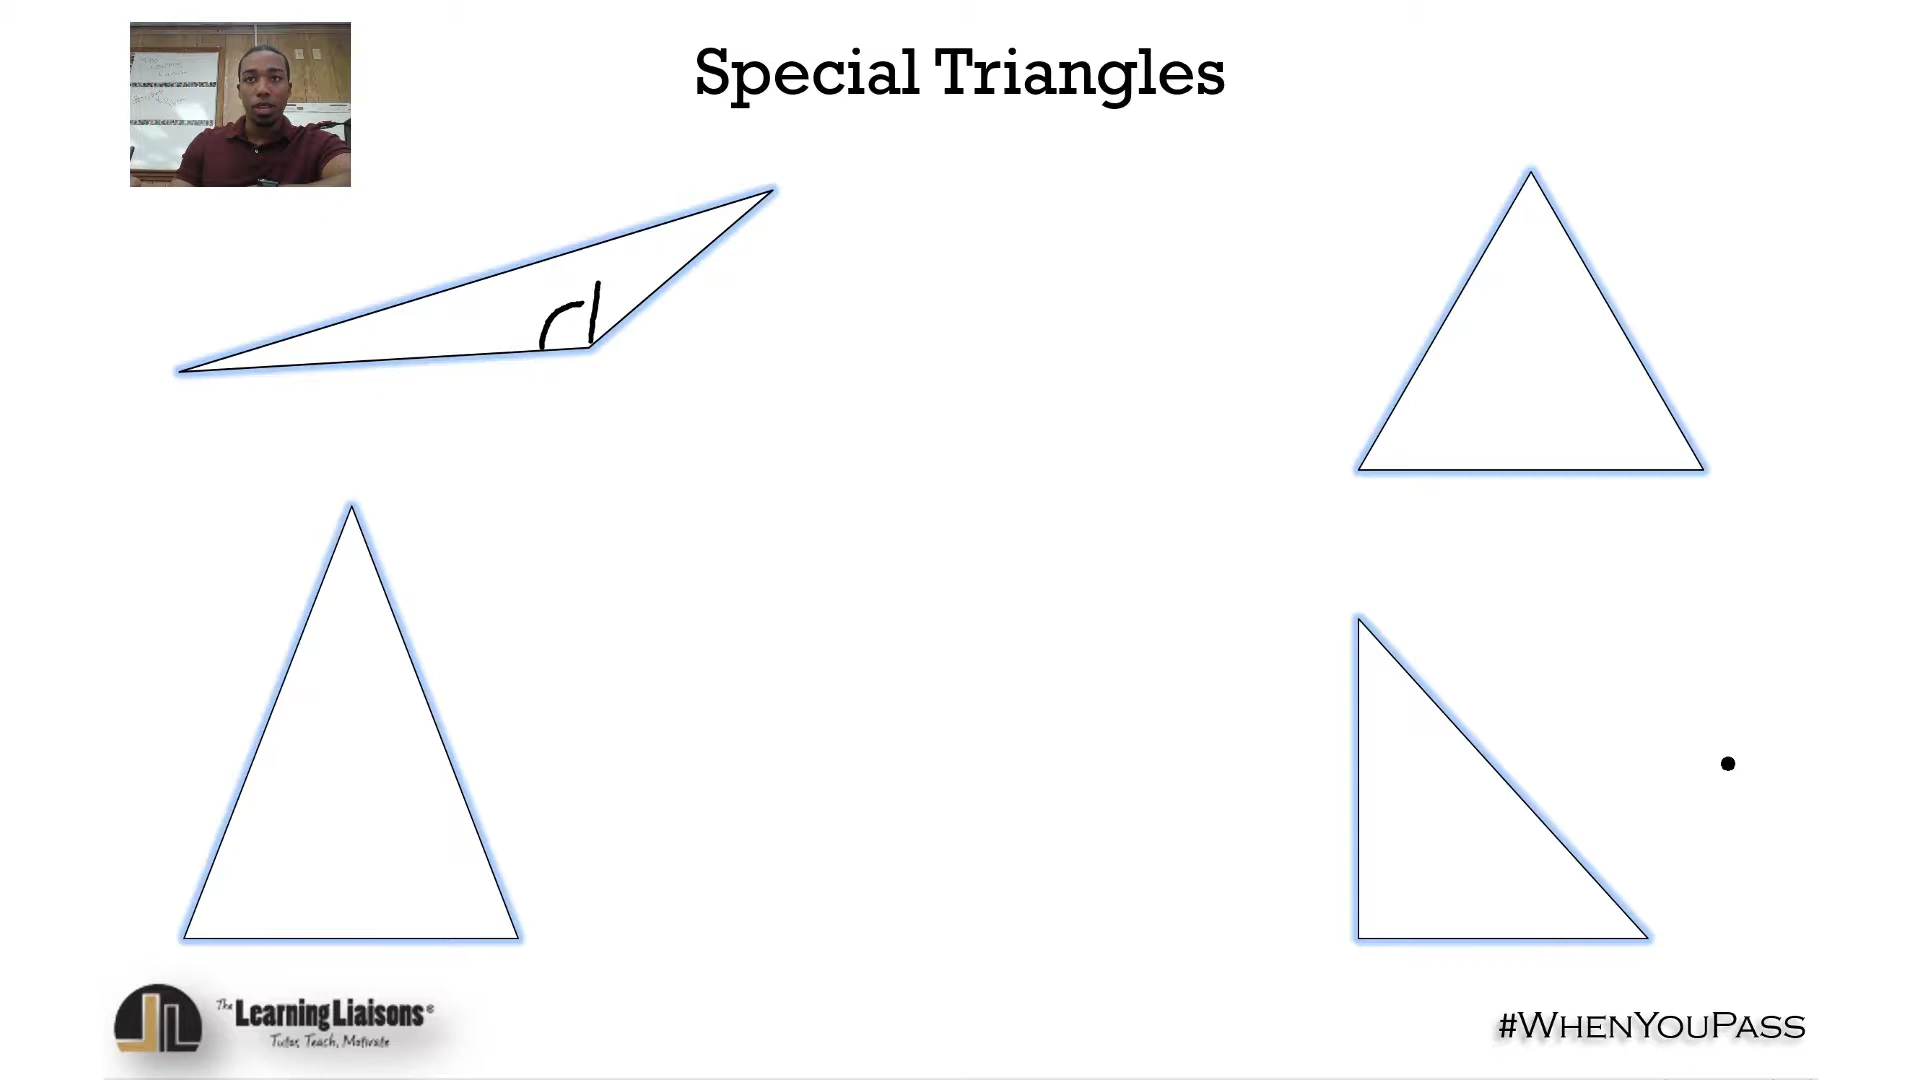 Special Triangles
The Learning Liaisons®
Tutor, Teach, Motivate
#WhenYouPass